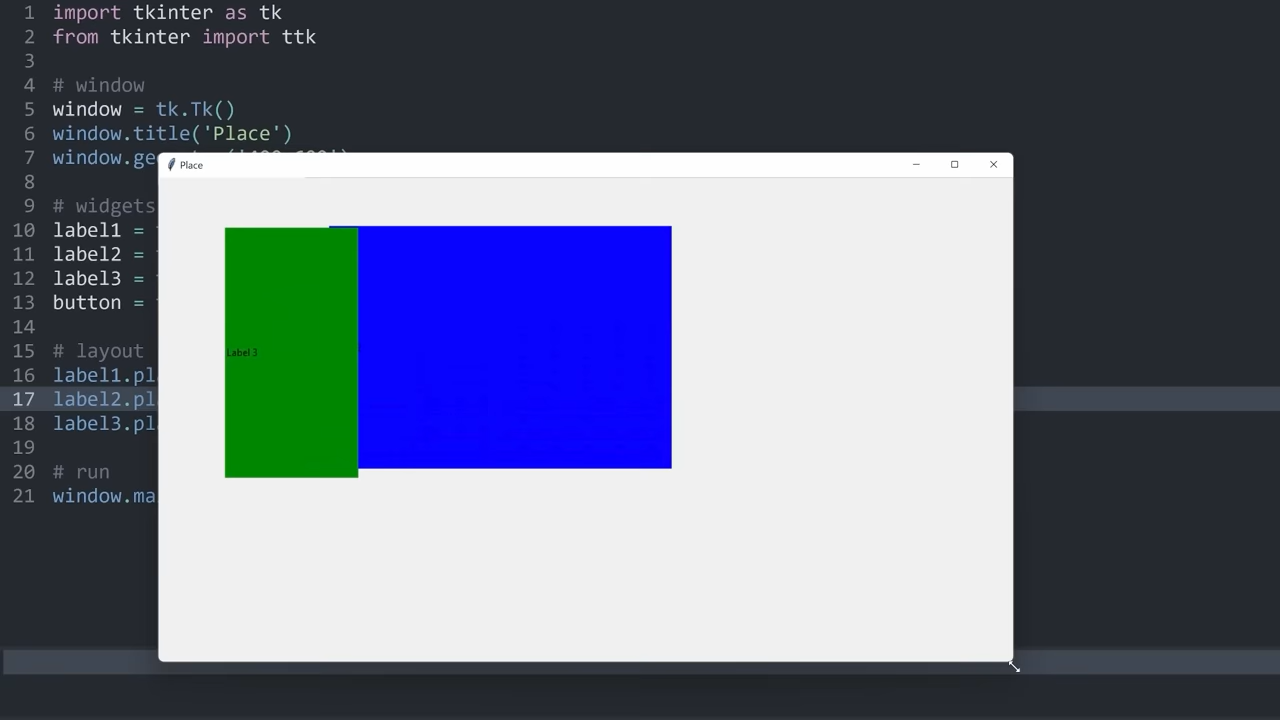 1 import tkinter as tk
2 from tkinter import ttk
3
4 # window
5 window = tk.Tk()
6 window.title('Place')
7 window.ge
Place
8
9 # widgets
10 label1 =
11 label2 =
12 label3 =
13 button =
14
Label 3
15 # layout
16 label1.pl
17 label2.pl
18 label3.pl
19
20 # run
21 window.ma